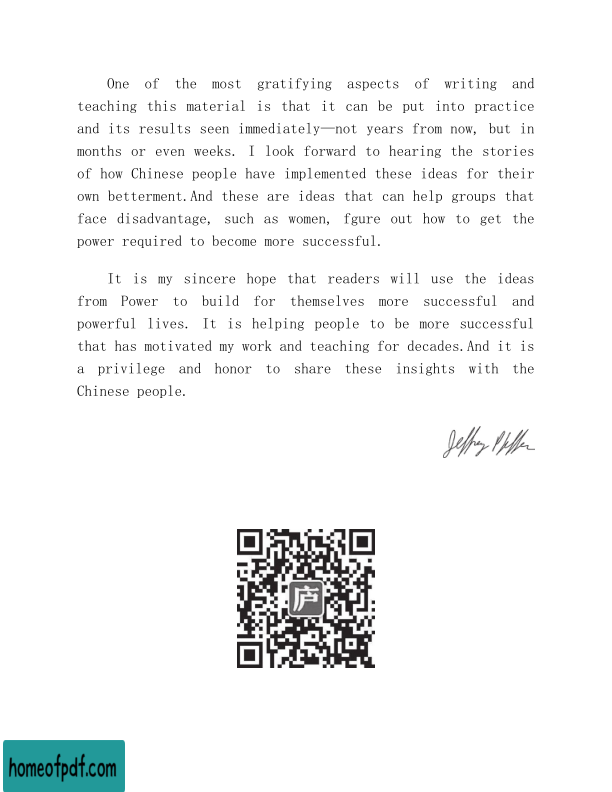 One of the most gratifying aspects of writing and
teaching this material is that it can be put into practice
and its results seen immediately—not years from now, but in
months or even weeks. I look forward to hearing the stories
of how Chinese people have implemented these ideas for their
own betterment.And these are ideas that can help groups that
face disadvantage, such as women, fgure out how to get the
power required to become more successful.
It is my sincere hope that readers will use the ideas
from Power to build for themselves more successful and
powerful lives. It is helping people to be more successful
that has motivated my work and teaching for decades.And it is
a privilege and honor to share these insights with the
Chinese people.
Jeffrey Pfeffer
庐
homeofpdf.com